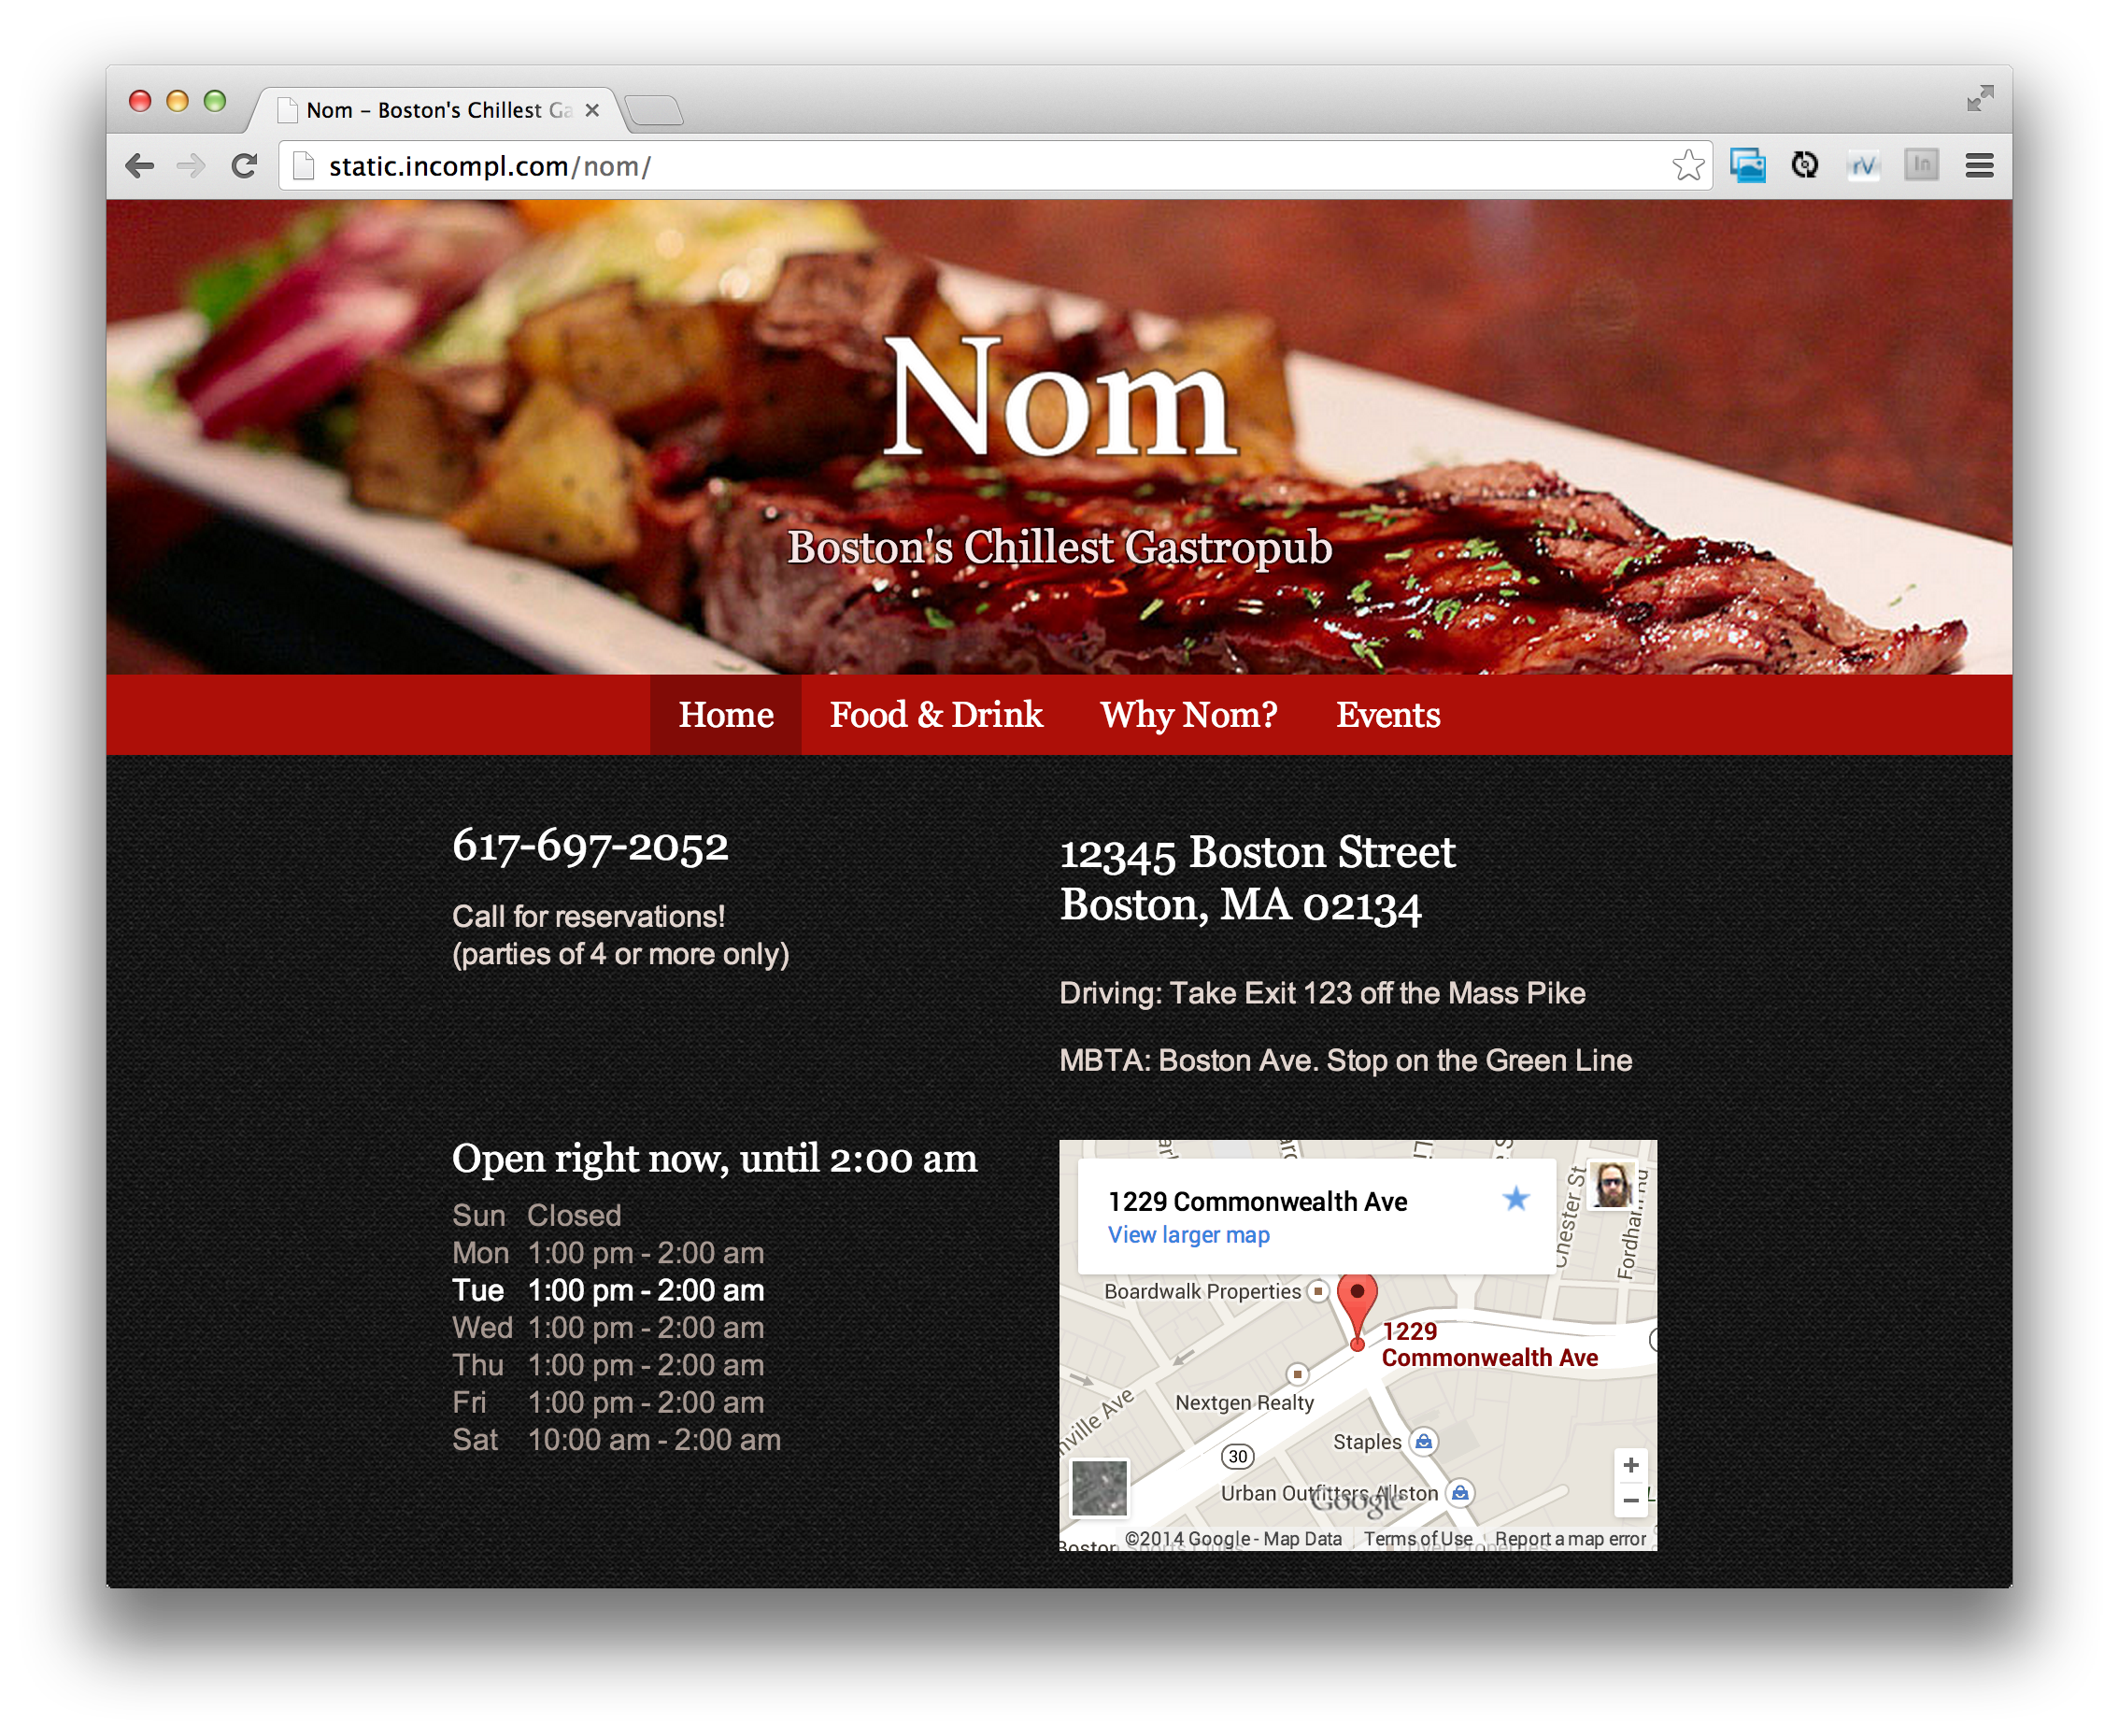 Nom – Boston's Chillest Ga
static.incompl.com/nom/
rV
In
Nom
Boston's Chillest Gastropub
Home Food & Drink Why Nom? Events
617-697-2052
Call for reservations!
(parties of 4 or more only)
12345 Boston Street
Boston, MA 02134
Driving: Take Exit 123 off the Mass Pike
MBTA: Boston Ave. Stop on the Green Line
Open right now, until 2:00 am
Sun Closed
Mon 1:00 pm - 2:00 am
Tue 1:00 pm - 2:00 am
Wed 1:00 pm - 2:00 am
Thu 1:00 pm - 2:00 am
Fri 1:00 pm - 2:00 am
Sat 10:00 am - 2:00 am
1229 Commonwealth Ave
View larger map
Chester St
Boardwalk Properties
1229
Commonwealth Ave
Nextgen Realty
nville Ave
Staples
30
Urban Outfitters Allston
Google
©2014 Google - Map Data Terms of Use Report a map error
Boston